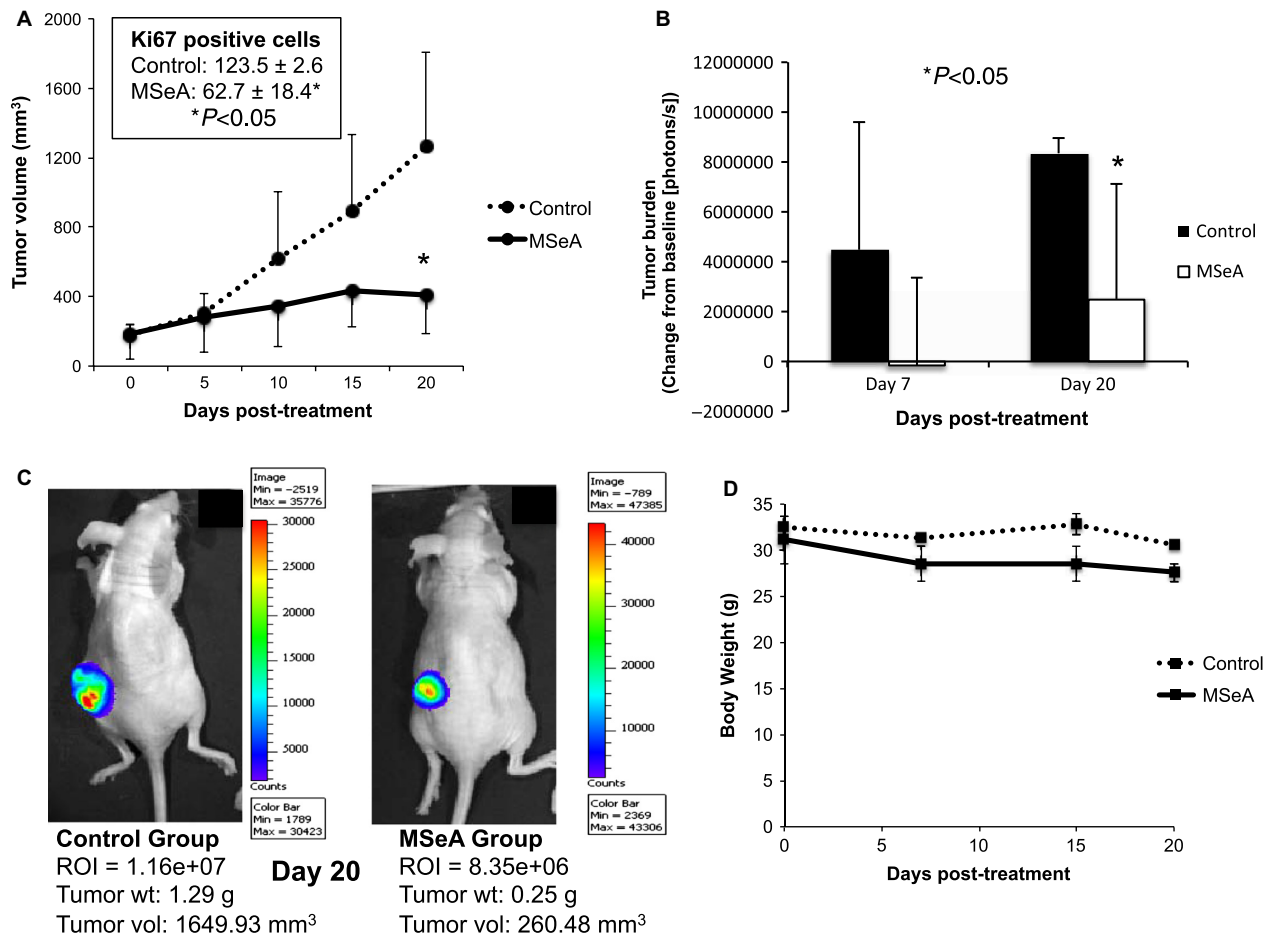 A
2000
1600
1200
800
400
0
Tumor volume (mm³)
Ki67 positive cells
Control: 123.5 ± 2.6
MSeA: 62.7 ± 18.4*
*P<0.05
*
Control
MSeA
0 5 10 15 20
Days post-treatment
B
12000000
10000000
8000000
6000000
4000000
2000000
0
−2000000
Tumor burden
(Change from baseline [photons/s])
*P<0.05
*
Control
MSeA
Day 7 Day 20
Days post-treatment
C
Image
Min = -2519
Max = 35776
30000
25000
20000
15000
10000
5000
Counts
Color Bar
Min = 1789
Max = 30423
Image
Min = -789
Max = 47385
40000
30000
20000
10000
Counts
Color Bar
Min = 2369
Max = 43306
Control Group
ROI = 1.16e+07
Tumor wt: 1.29 g
Tumor vol: 1649.93 mm³
Day 20
MSeA Group
ROI = 8.35e+06
Tumor wt: 0.25 g
Tumor vol: 260.48 mm³
D
35
30
25
20
15
10
5
0
Body Weight (g)
Control
MSeA
0 5 10 15 20
Days post-treatment